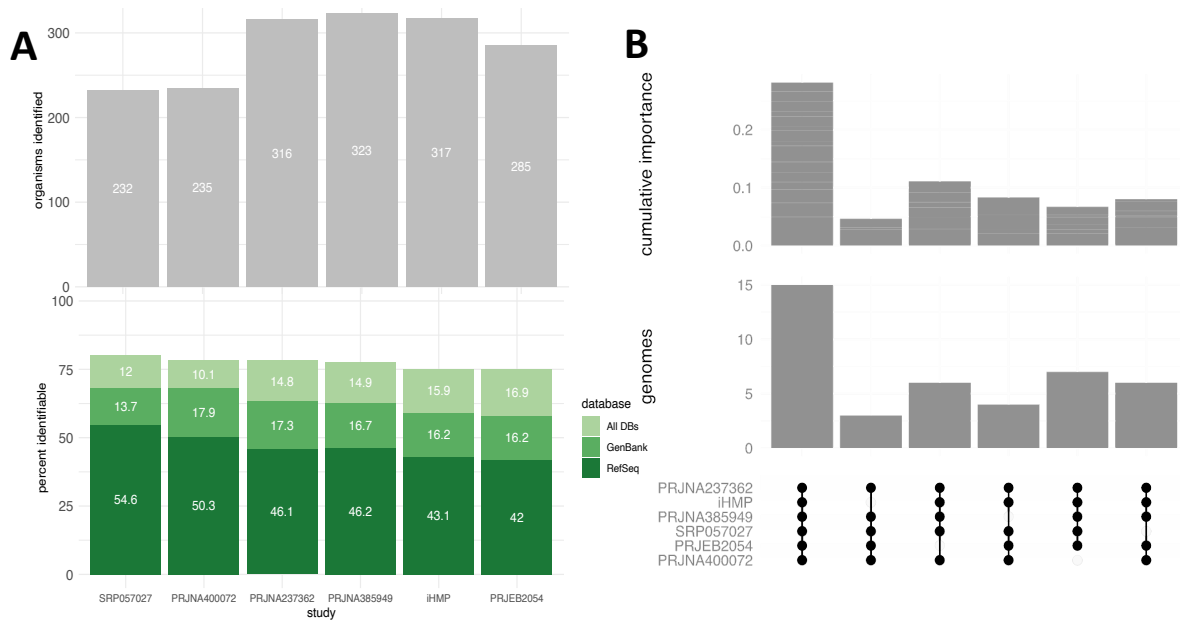 A
organisms identified
300
200
100
0
232
235
316
323
317
285
percent identifiable
100
75
50
25
0
12
10.1
14.8
14.9
15.9
16.9
13.7
17.9
17.3
16.7
16.2
16.2
54.6
50.3
46.1
46.2
43.1
42
SRP057027
PRJNA400072
PRJNA237362
PRJNA385949
iHMP
PRJEB2054
study
database
All DBs
GenBank
RefSeq
B
cumulative importance
0.2
0.1
0.0
genomes
15
10
5
0
PRJNA237362
iHMP
PRJNA385949
SRP057027
PRJEB2054
PRJNA400072